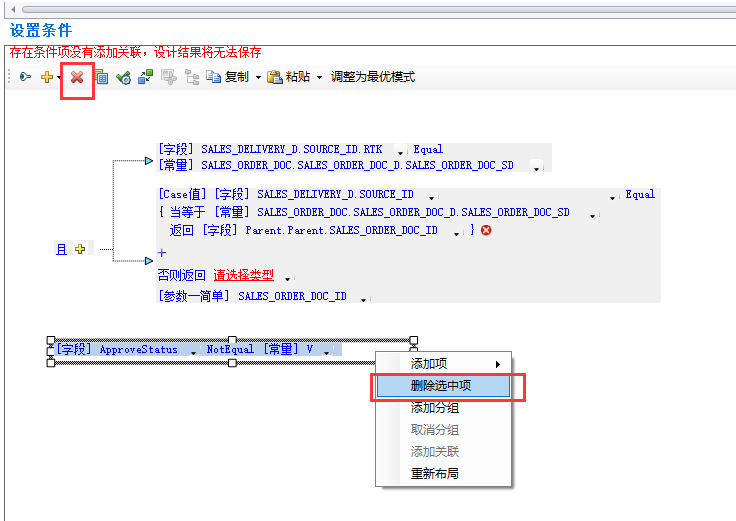 设置条件
存在条件项没有添加关联，设计结果将无法保存
复制 粘贴 调整为最优模式
[字段] SALES_DELIVERY_D.SOURCE_ID.RTK Equal
[常量] SALES_ORDER_DOC.SALES_ORDER_DOC_D.SALES_ORDER_DOC_SD
[Case值] [字段] SALES_DELIVERY_D.SOURCE_ID Equal
{ 当等于 [常量] SALES_ORDER_DOC.SALES_ORDER_DOC_D.SALES_ORDER_DOC_SD
返回 [字段] Parent.Parent.SALES_ORDER_DOC_ID }
且
+
否则返回 请选择类型
[参数一简单] SALES_ORDER_DOC_ID
[字段] ApproveStatus NotEqual [常量] V
添加项
删除选中项
添加分组
取消分组
添加关联
重新布局